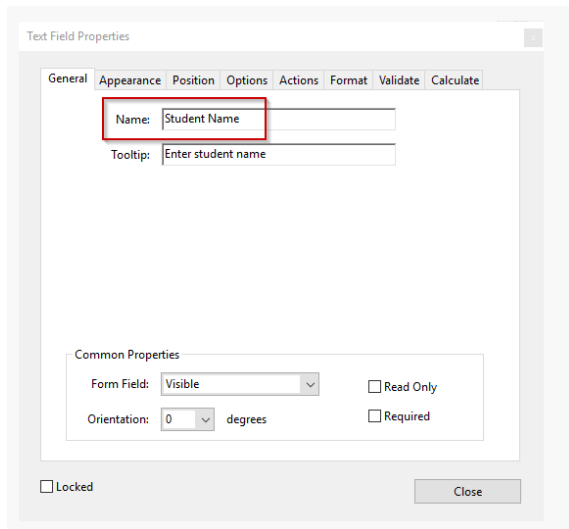 Text Field Properties
x
General Appearance Position Options Actions Format Validate Calculate
Name: Student Name
Tooltip: Enter student name
Common Properties
Form Field: Visible Read Only
Orientation: 0 degrees Required
Locked Close